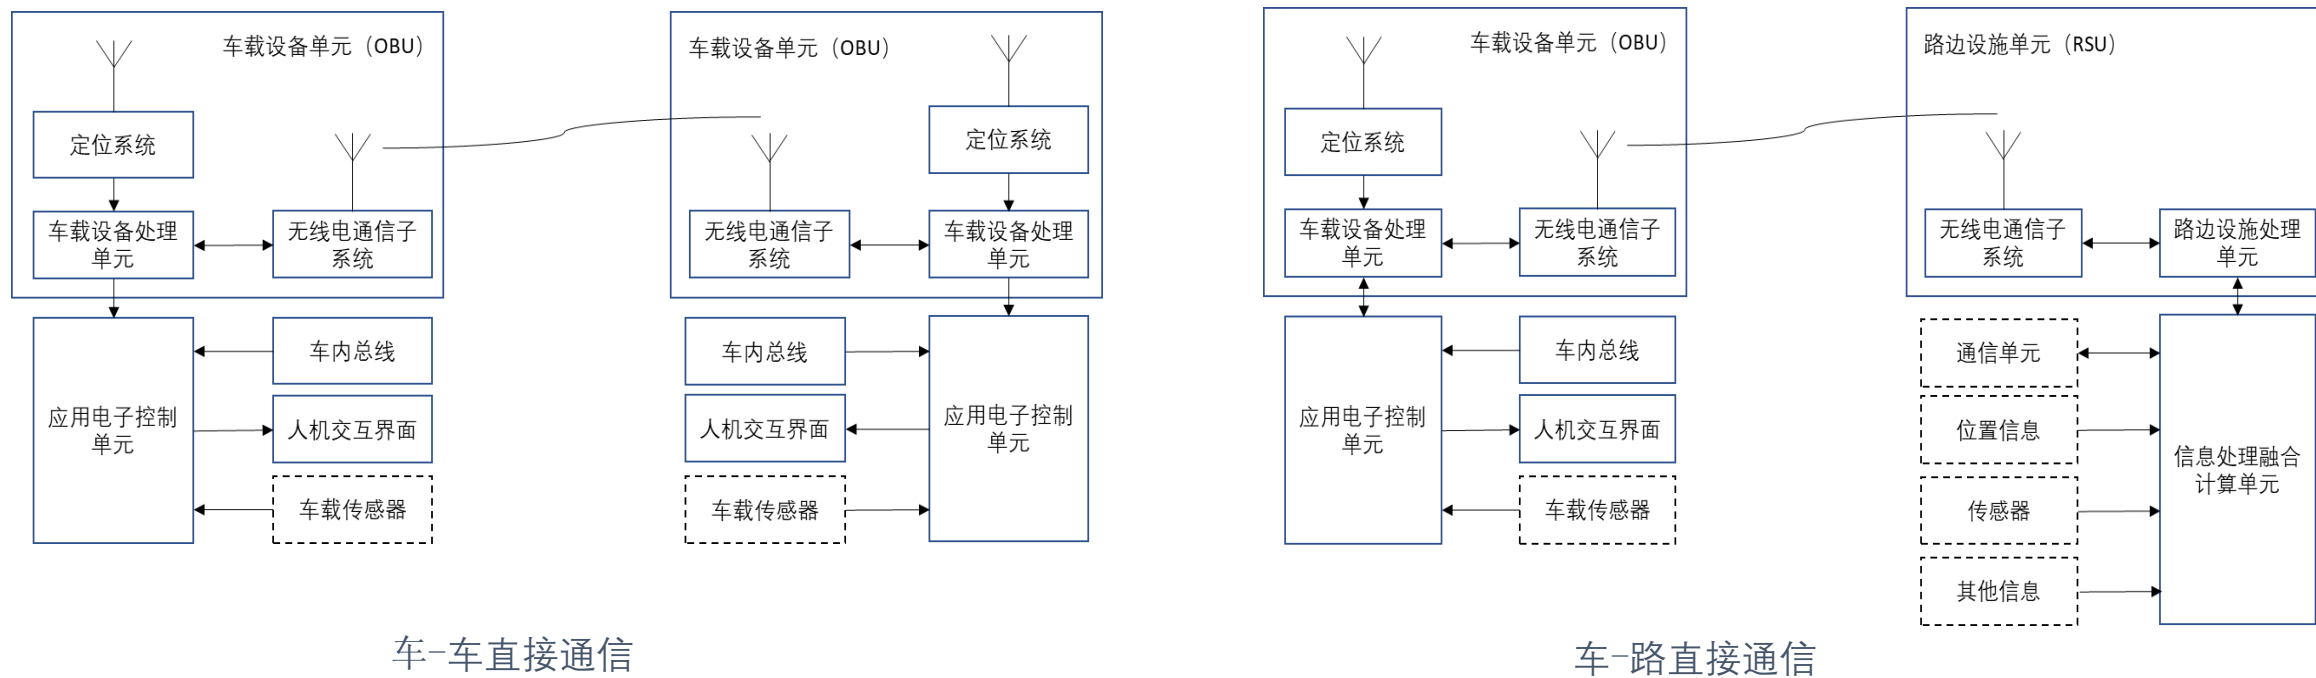 车载设备单元（OBU）
定位系统
车载设备处理
单元
无线电通信子
系统
应用电子控制
单元
车内总线
人机交互界面
车载传感器
车载设备单元（OBU）
定位系统
无线电通信子
系统
车载设备处理
单元
车内总线
人机交互界面
车载传感器
应用电子控制
单元
车-车直接通信
车载设备单元（OBU）
定位系统
车载设备处理
单元
无线电通信子
系统
应用电子控制
单元
车内总线
人机交互界面
车载传感器
路边设施单元（RSU）
无线电通信子
系统
路边设施处理
单元
通信单元
位置信息
传感器
其他信息
信息处理融合
计算单元
车-路直接通信